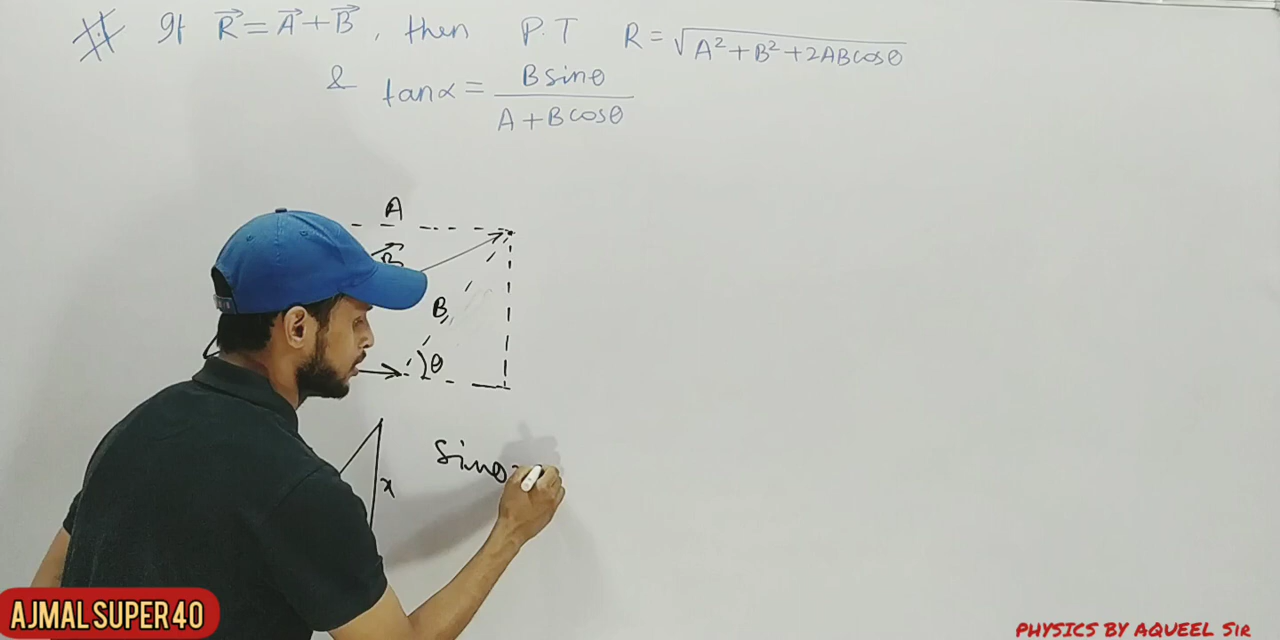 If R⃗ = A⃗ + B⃗ , then P.T R = √A² + B² + 2ABcosθ
& tanα = Bsinθ / A + Bcosθ
A
B
θ
x
Sinθ
AJMAL SUPER 40
PHYSICS BY AQUEEL Sir